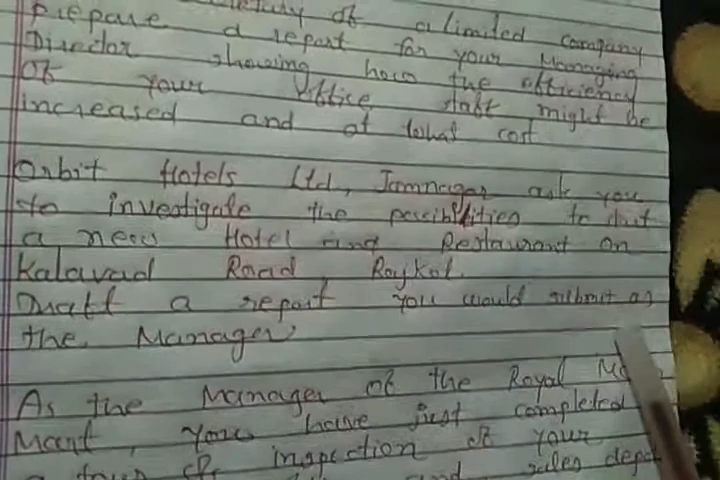 of a limited company
Prepare a report for your Managing
Director showing how the efficiency
of your office staff might be
increased and at what cost
Orbit Hotels Ltd, Jamnagar ask you
to investigate the possibilities to
a new Hotel and Restaurant on
Kalavad Road, Rajkot.
Draft a report you would submit as
the Manager
As the Manager of the Royal
Mart, you have just completed
a tour of inspection of your
and sales depot